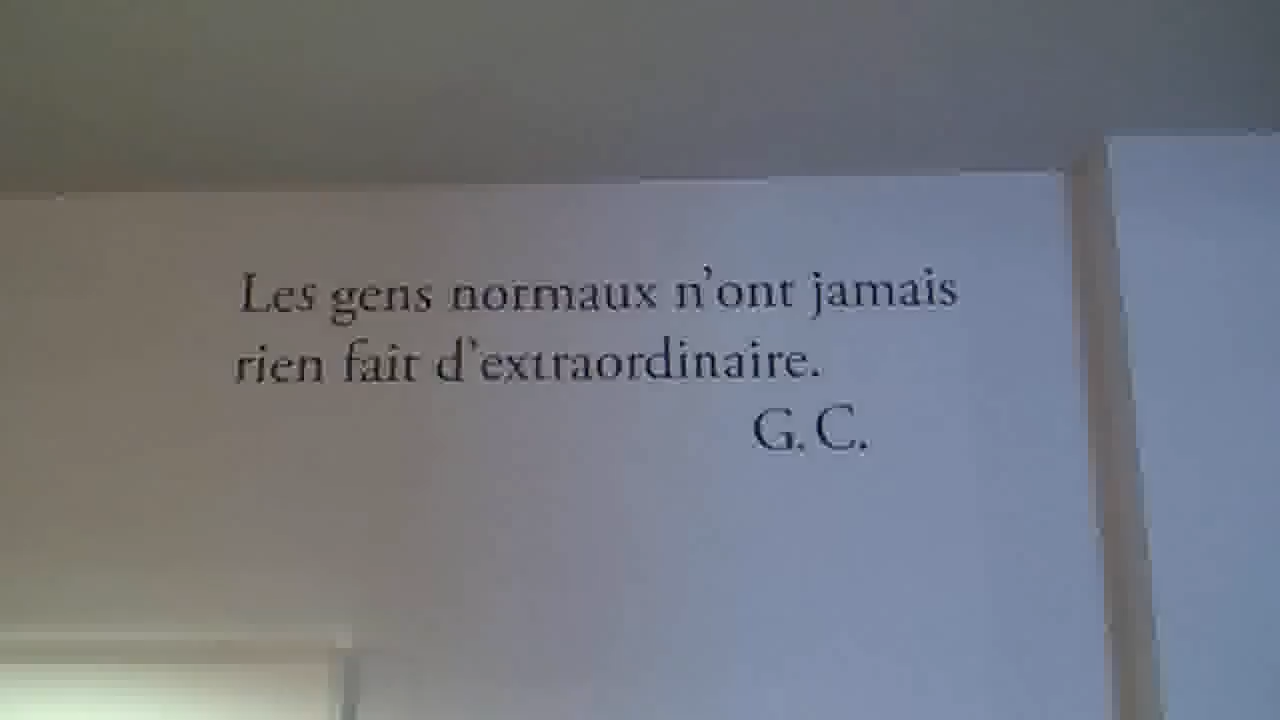 Les gens normaux n'ont jamais
rien fait d'extraordinaire.
G. C.